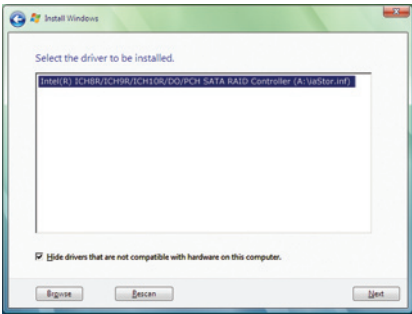 Install Windows
Select the driver to be installed.
Intel(R) ICH8R/ICH9R/ICH10R/DO/PCH SATA RAID Controller (A:\iaStor.inf)
Hide drivers that are not compatible with hardware on this computer.
Browse
Rescan
Next